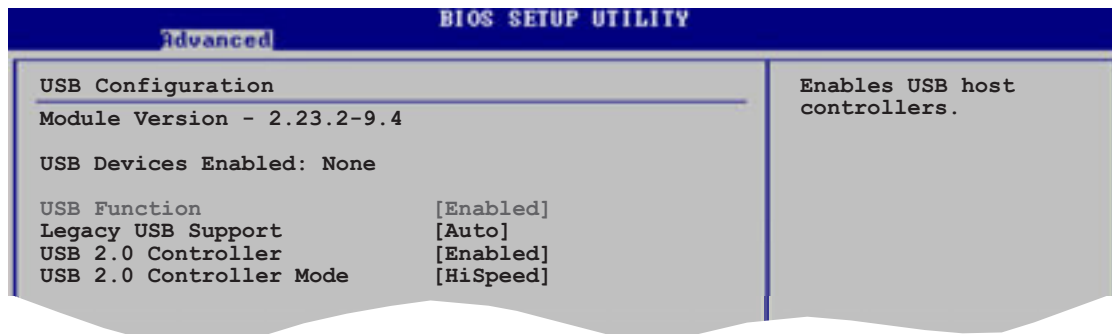 BIOS SETUP UTILITY
Advanced
USB Configuration
Module Version - 2.23.2-9.4
USB Devices Enabled: None
USB Function [Enabled]
Legacy USB Support [Auto]
USB 2.0 Controller [Enabled]
USB 2.0 Controller Mode [HiSpeed]
Enables USB host
controllers.